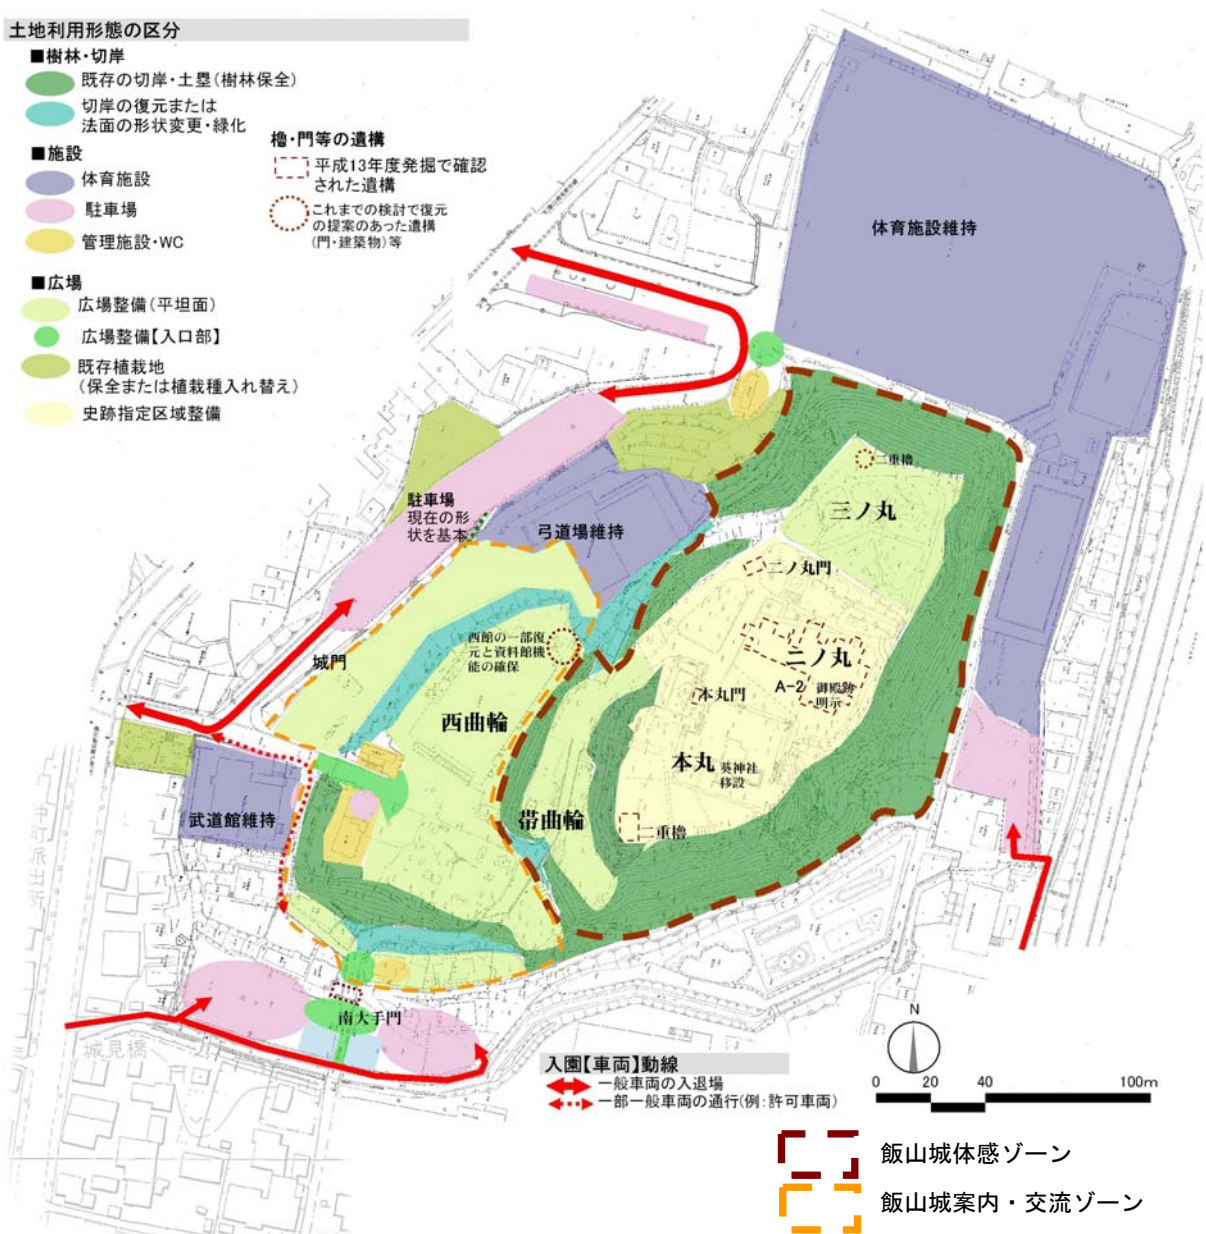 土地利用形態の区分
■樹林・切岸
既存の切岸・土塁(樹林保全)
切岸の復元または
法面の形状変更・緑化
■施設
体育施設
駐車場
管理施設・WC
■広場
広場整備(平坦面)
広場整備【入口部】
既存植栽地
(保全または植栽種入れ替え)
史跡指定区域整備
櫓・門等の遺構
平成13年度発掘で確認
された遺構
これまでの検討で復元
の提案のあった遺構
(門・建築物)等
体育施設維持
二重櫓
三ノ丸
駐車場
現在の形
状を基本
弓道場維持
二ノ丸門
西館の一部復
元と資料館機
能の確保
二ノ丸
A-2 御殿跡
明示
城門
本丸門
西曲輪
本丸
葵神社
移設
武道館維持
帯曲輪
二重櫓
仲町派出所
南大手門
城見橋
N
0 20 40 100m
入園【車両】動線
一般車両の入退場
一部一般車両の通行(例:許可車両)
飯山城体感ゾーン
飯山城案内・交流ゾーン